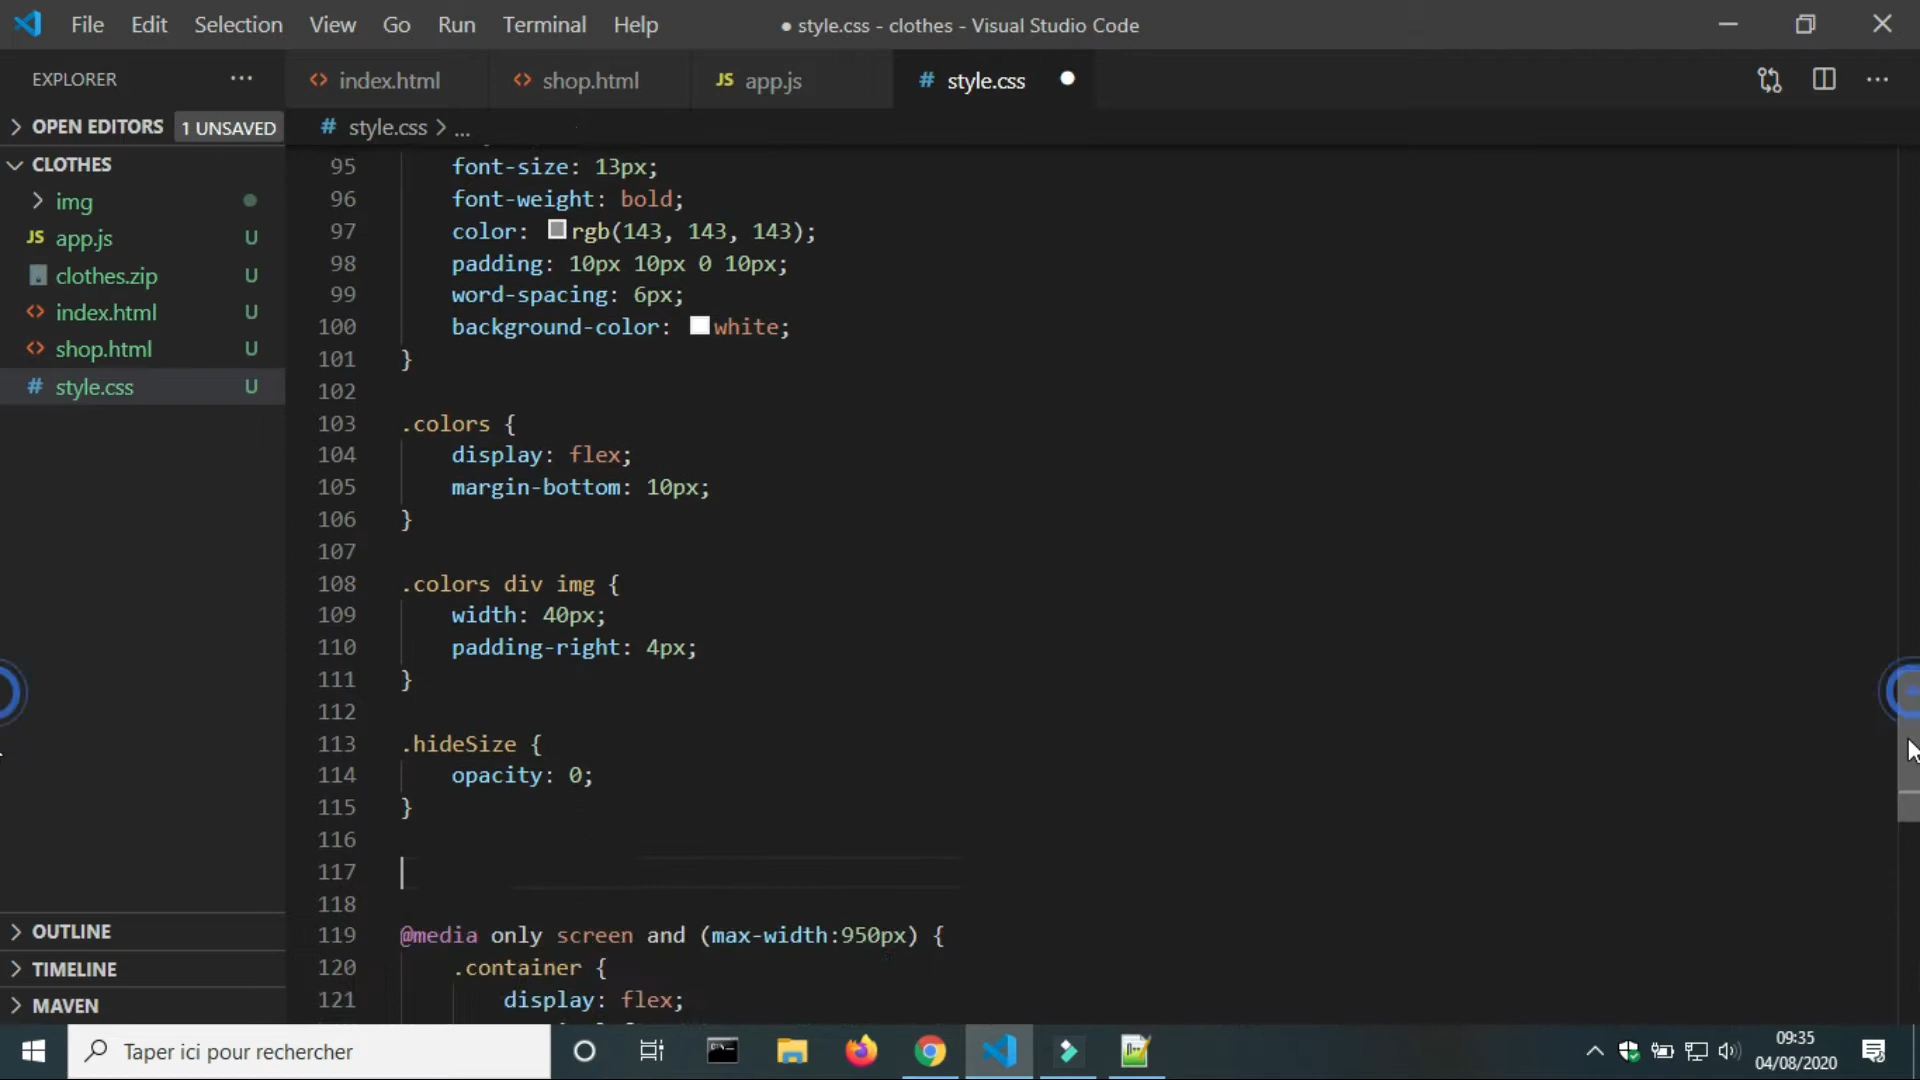 File Edit Selection View Go Run Terminal Help
● style.css - clothes - Visual Studio Code
EXPLORER ···
<> index.html
<> shop.html
JS app.js
# style.css ●
OPEN EDITORS 1 UNSAVED
# style.css > ...
CLOTHES
img
JS app.js U
clothes.zip U
<> index.html U
<> shop.html U
# style.css U
OUTLINE
TIMELINE
MAVEN
95 font-size: 13px;
96 font-weight: bold;
97 color: rgb(143, 143, 143);
98 padding: 10px 10px 0 10px;
99 word-spacing: 6px;
100 background-color: white;
101 }
102
103 .colors {
104 display: flex;
105 margin-bottom: 10px;
106 }
107
108 .colors div img {
109 width: 40px;
110 padding-right: 4px;
111 }
112
113 .hideSize {
114 opacity: 0;
115 }
116
117
118
119 @media only screen and (max-width:950px) {
120 .container {
121 display: flex;
Taper ici pour rechercher
09:35
04/08/2020